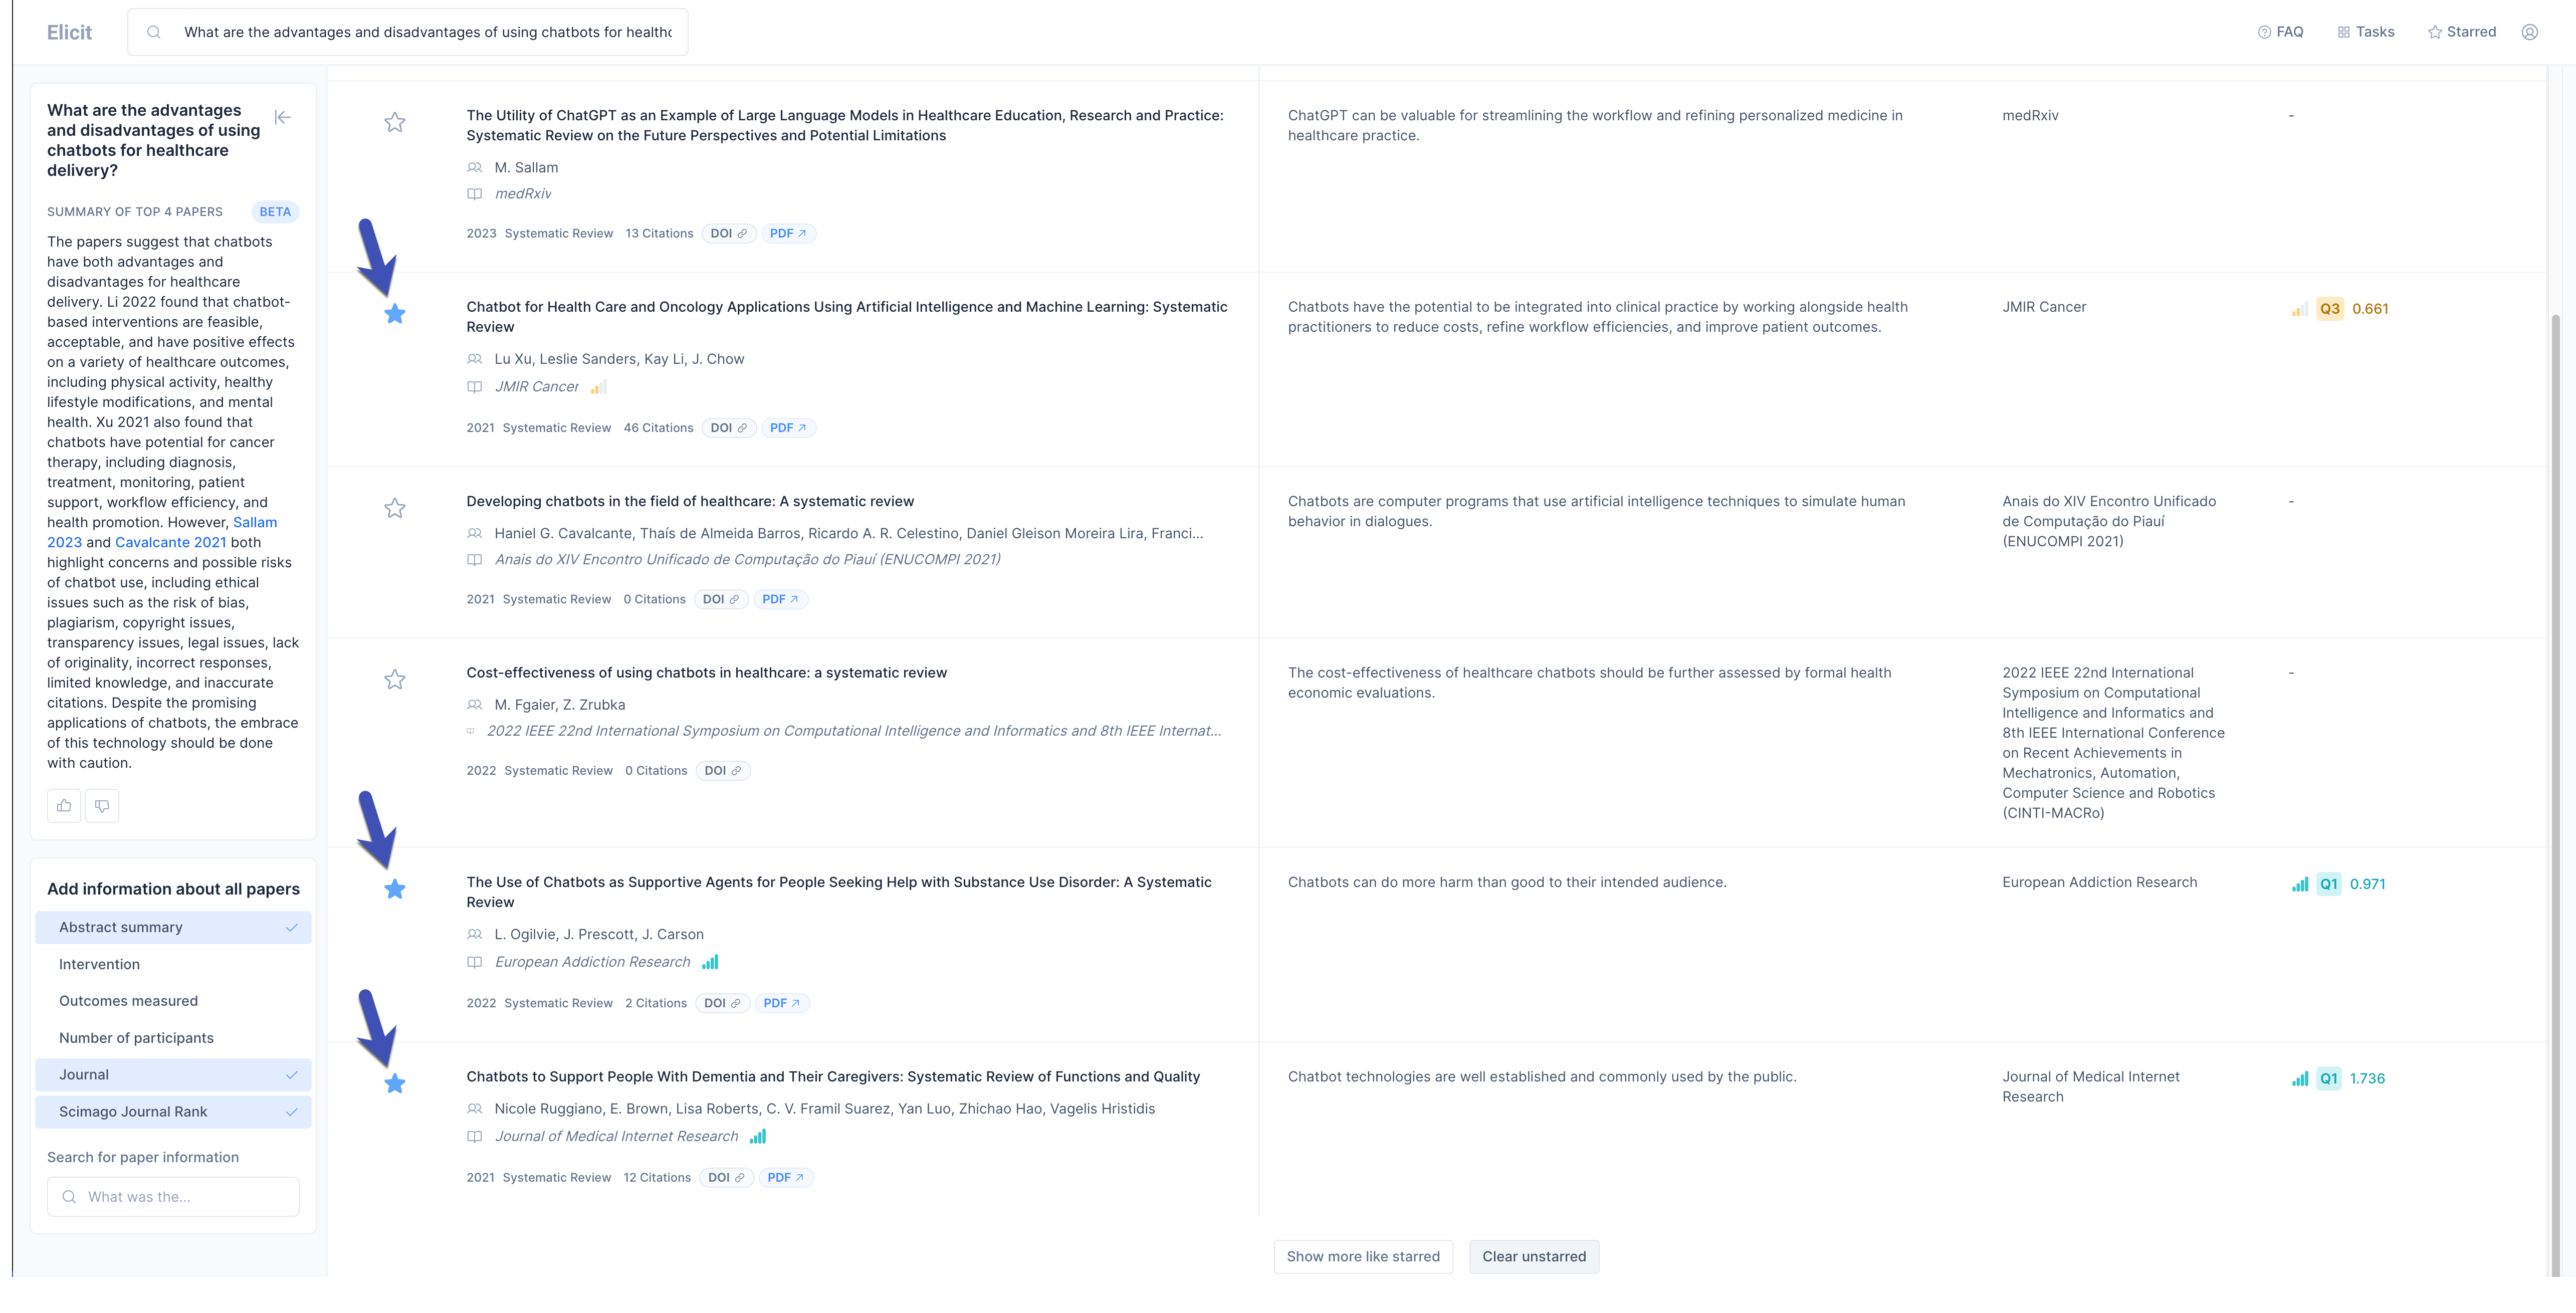 Elicit
What are the advantages and disadvantages of using chatbots for healthc
FAQ
Tasks
Starred
What are the advantages
and disadvantages of using
chatbots for healthcare
delivery?
SUMMARY OF TOP 4 PAPERS BETA
The papers suggest that chatbots
have both advantages and
disadvantages for healthcare
delivery. Li 2022 found that chatbot-
based interventions are feasible,
acceptable, and have positive effects
on a variety of healthcare outcomes,
including physical activity, healthy
lifestyle modifications, and mental
health. Xu 2021 also found that
chatbots have potential for cancer
therapy, including diagnosis,
treatment, monitoring, patient
support, workflow efficiency, and
health promotion. However, Sallam
2023 and Cavalcante 2021 both
highlight concerns and possible risks
of chatbot use, including ethical
issues such as the risk of bias,
plagiarism, copyright issues,
transparency issues, legal issues, lack
of originality, incorrect responses,
limited knowledge, and inaccurate
citations. Despite the promising
applications of chatbots, the embrace
of this technology should be done
with caution.
Add information about all papers
Abstract summary
Intervention
Outcomes measured
Number of participants
Journal
Scimago Journal Rank
Search for paper information
What was the...
The Utility of ChatGPT as an Example of Large Language Models in Healthcare Education, Research and Practice:
Systematic Review on the Future Perspectives and Potential Limitations
M. Sallam
medRxiv
2023 Systematic Review 13 Citations DOI PDF
ChatGPT can be valuable for streamlining the workflow and refining personalized medicine in
healthcare practice.
medRxiv
-
Chatbot for Health Care and Oncology Applications Using Artificial Intelligence and Machine Learning: Systematic
Review
Lu Xu, Leslie Sanders, Kay Li, J. Chow
JMIR Cancer
2021 Systematic Review 46 Citations DOI PDF
Chatbots have the potential to be integrated into clinical practice by working alongside health
practitioners to reduce costs, refine workflow efficiencies, and improve patient outcomes.
JMIR Cancer
Q3 0.661
Developing chatbots in the field of healthcare: A systematic review
Haniel G. Cavalcante, Thaís de Almeida Barros, Ricardo A. R. Celestino, Daniel Gleison Moreira Lira, Franci...
Anais do XIV Encontro Unificado de Computação do Piauí (ENUCOMPI 2021)
2021 Systematic Review 0 Citations DOI PDF
Chatbots are computer programs that use artificial intelligence techniques to simulate human
behavior in dialogues.
Anais do XIV Encontro Unificado
de Computação do Piauí
(ENUCOMPI 2021)
-
Cost-effectiveness of using chatbots in healthcare: a systematic review
M. Fgaier, Z. Zrubka
2022 IEEE 22nd International Symposium on Computational Intelligence and Informatics and 8th IEEE Internat...
2022 Systematic Review 0 Citations DOI
The cost-effectiveness of healthcare chatbots should be further assessed by formal health
economic evaluations.
2022 IEEE 22nd International
Symposium on Computational
Intelligence and Informatics and
8th IEEE International Conference
on Recent Achievements in
Mechatronics, Automation,
Computer Science and Robotics
(CINTI-MACRo)
-
The Use of Chatbots as Supportive Agents for People Seeking Help with Substance Use Disorder: A Systematic
Review
L. Ogilvie, J. Prescott, J. Carson
European Addiction Research
2022 Systematic Review 2 Citations DOI PDF
Chatbots can do more harm than good to their intended audience.
European Addiction Research
Q1 0.971
Chatbots to Support People With Dementia and Their Caregivers: Systematic Review of Functions and Quality
Nicole Ruggiano, E. Brown, Lisa Roberts, C. V. Framil Suarez, Yan Luo, Zhichao Hao, Vagelis Hristidis
Journal of Medical Internet Research
2021 Systematic Review 12 Citations DOI PDF
Chatbot technologies are well established and commonly used by the public.
Journal of Medical Internet
Research
Q1 1.736
Show more like starred
Clear unstarred